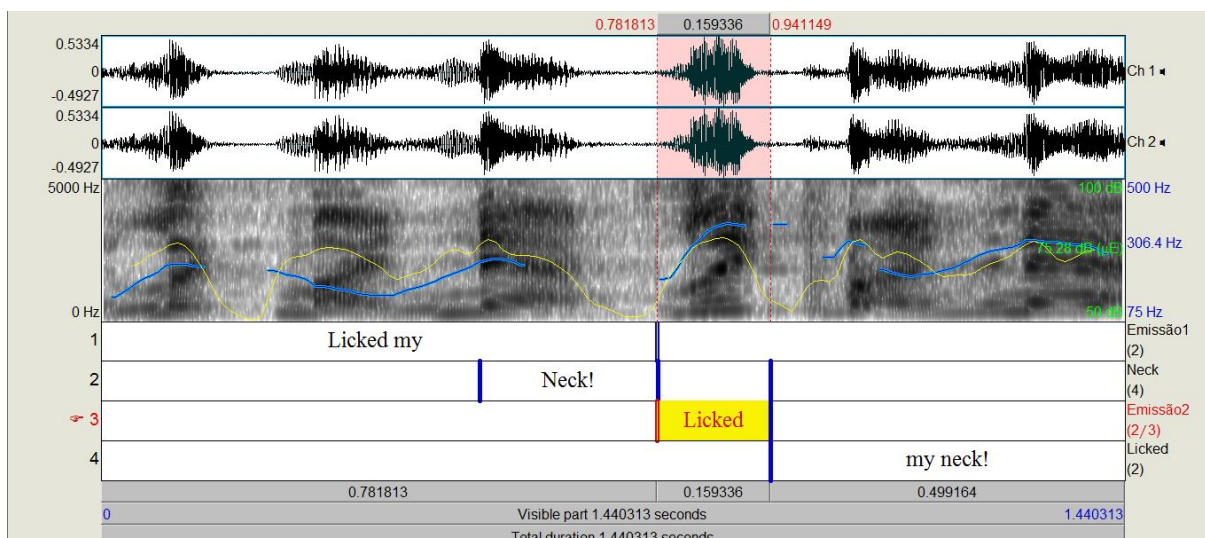 0.781813 0.159336 0.941149
0.5334
0
-0.4927
Ch 1
0.5334
0
-0.4927
Ch 2
5000 Hz 100 dB 500 Hz
75.28 dB (µE) 306.4 Hz
0 Hz 50 dB 75 Hz
1 Licked my Emissão1
(2)
2 Neck! Neck
(4)
3 Licked Emissão2
(2/3)
4 my neck! Licked
(2)
0.781813 0.159336 0.499164
0 Visible part 1.440313 seconds 1.440313
Total duration 1.440313 seconds